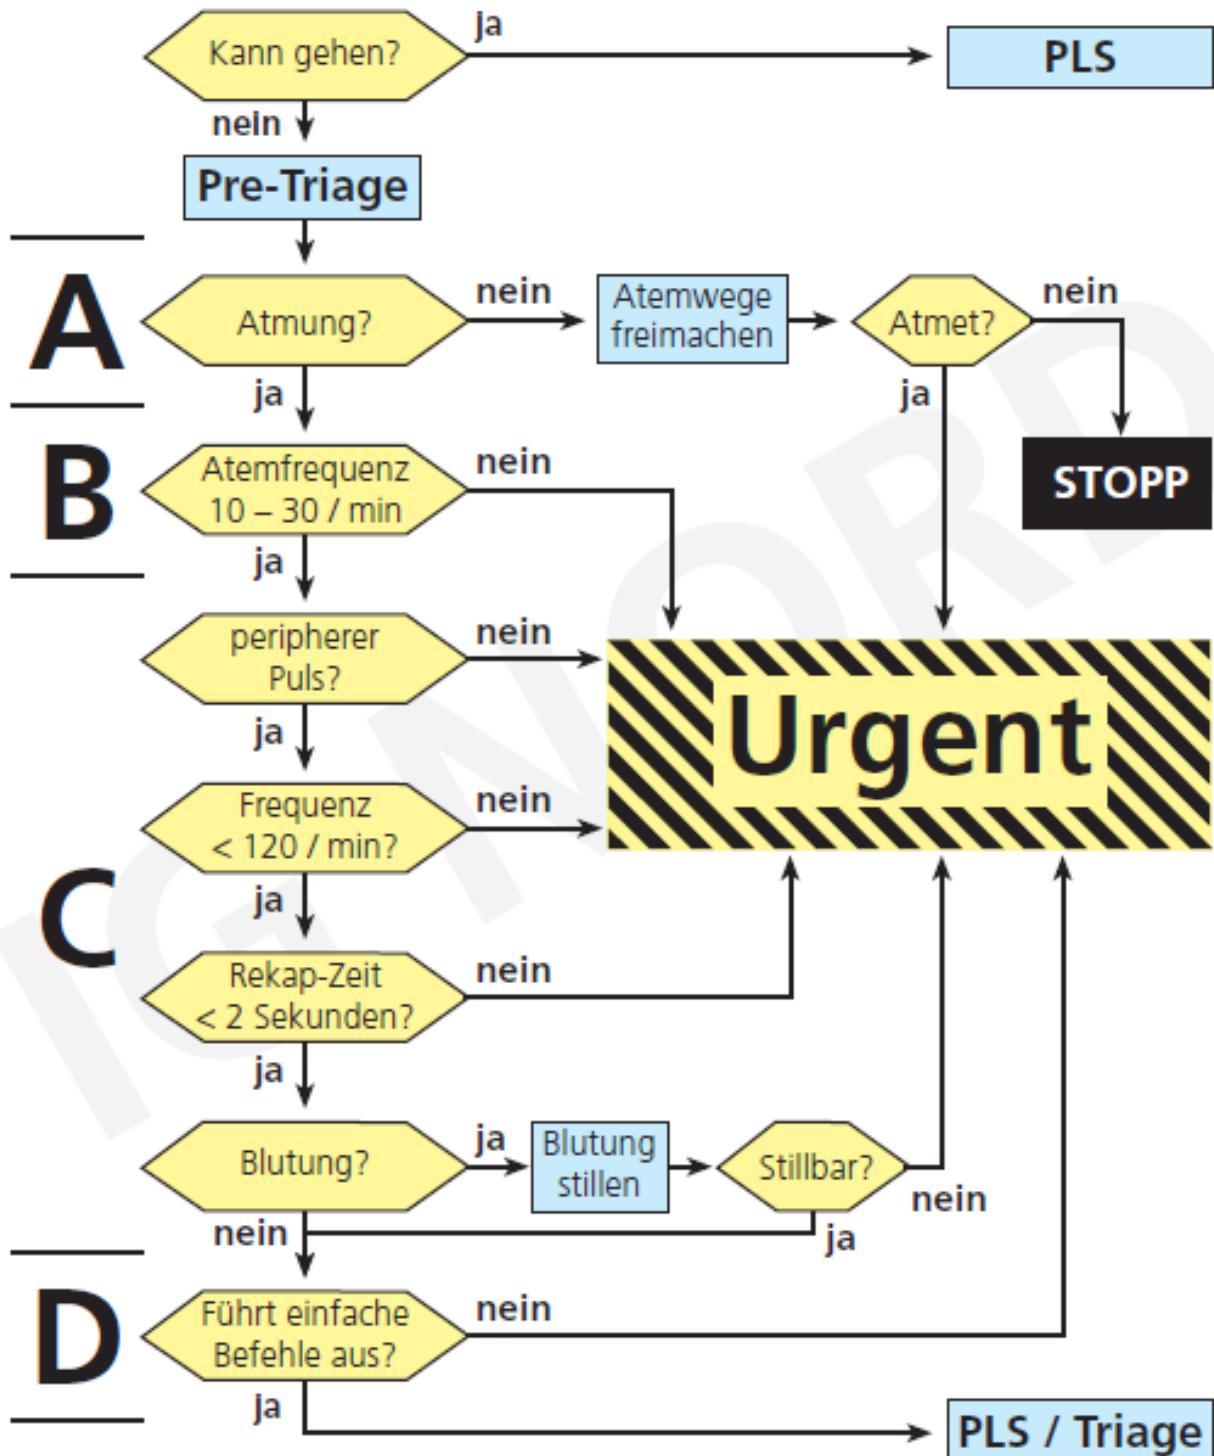 Kann gehen?
ja
PLS
nein
Pre-Triage
A
Atmung?
nein
Atemwege
freimachen
Atmet?
nein
ja
ja
STOPP
B
Atemfrequenz
10 – 30 / min
nein
ja
peripherer
Puls?
nein
ja
Urgent
C
Frequenz
< 120 / min?
nein
ja
Rekap-Zeit
< 2 Sekunden?
nein
ja
Blutung?
ja
Blutung
stillen
Stillbar?
nein
ja
nein
D
Führt einfache
Befehle aus?
nein
ja
PLS / Triage
IG NORD